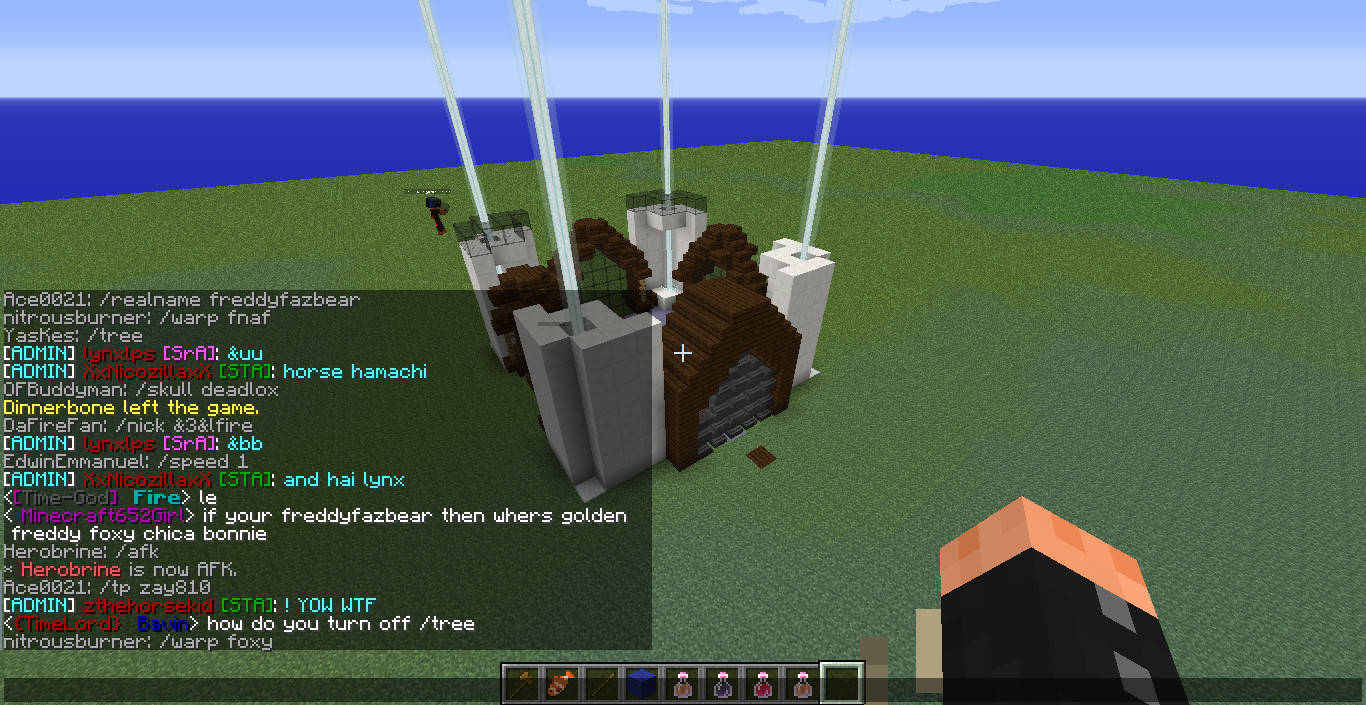 Ace0021: /realname freddyfazbear
nitrousburner: /warp fnaf
YasKes: /tree
[ADMIN] lynxlps [SrA]: &uu
[ADMIN] XxNicozillaxX [STA]: horse hamachi
OFBuddyman: /skull deadlox
Dinnerbone left the game.
DaFireFan: /nick &3&lfire
[ADMIN] lynxlps [SrA]: &bb
EdwinEmmanuel: /speed 1
[ADMIN] XxNicozillaxX [STA]: and hai lynx
<[Time-God] Fire> le
< Minecraft652Girl> if your freddyfazbear then whers golden
freddy foxy chica bonnie
Herobrine: /afk
* Herobrine is now AFK.
Ace0021: /tp zay810
[ADMIN] zthehorsekid [STA]: ! YOW WTF
<{TimeLord} Bavin> how do you turn off /tree
nitrousburner: /warp foxy